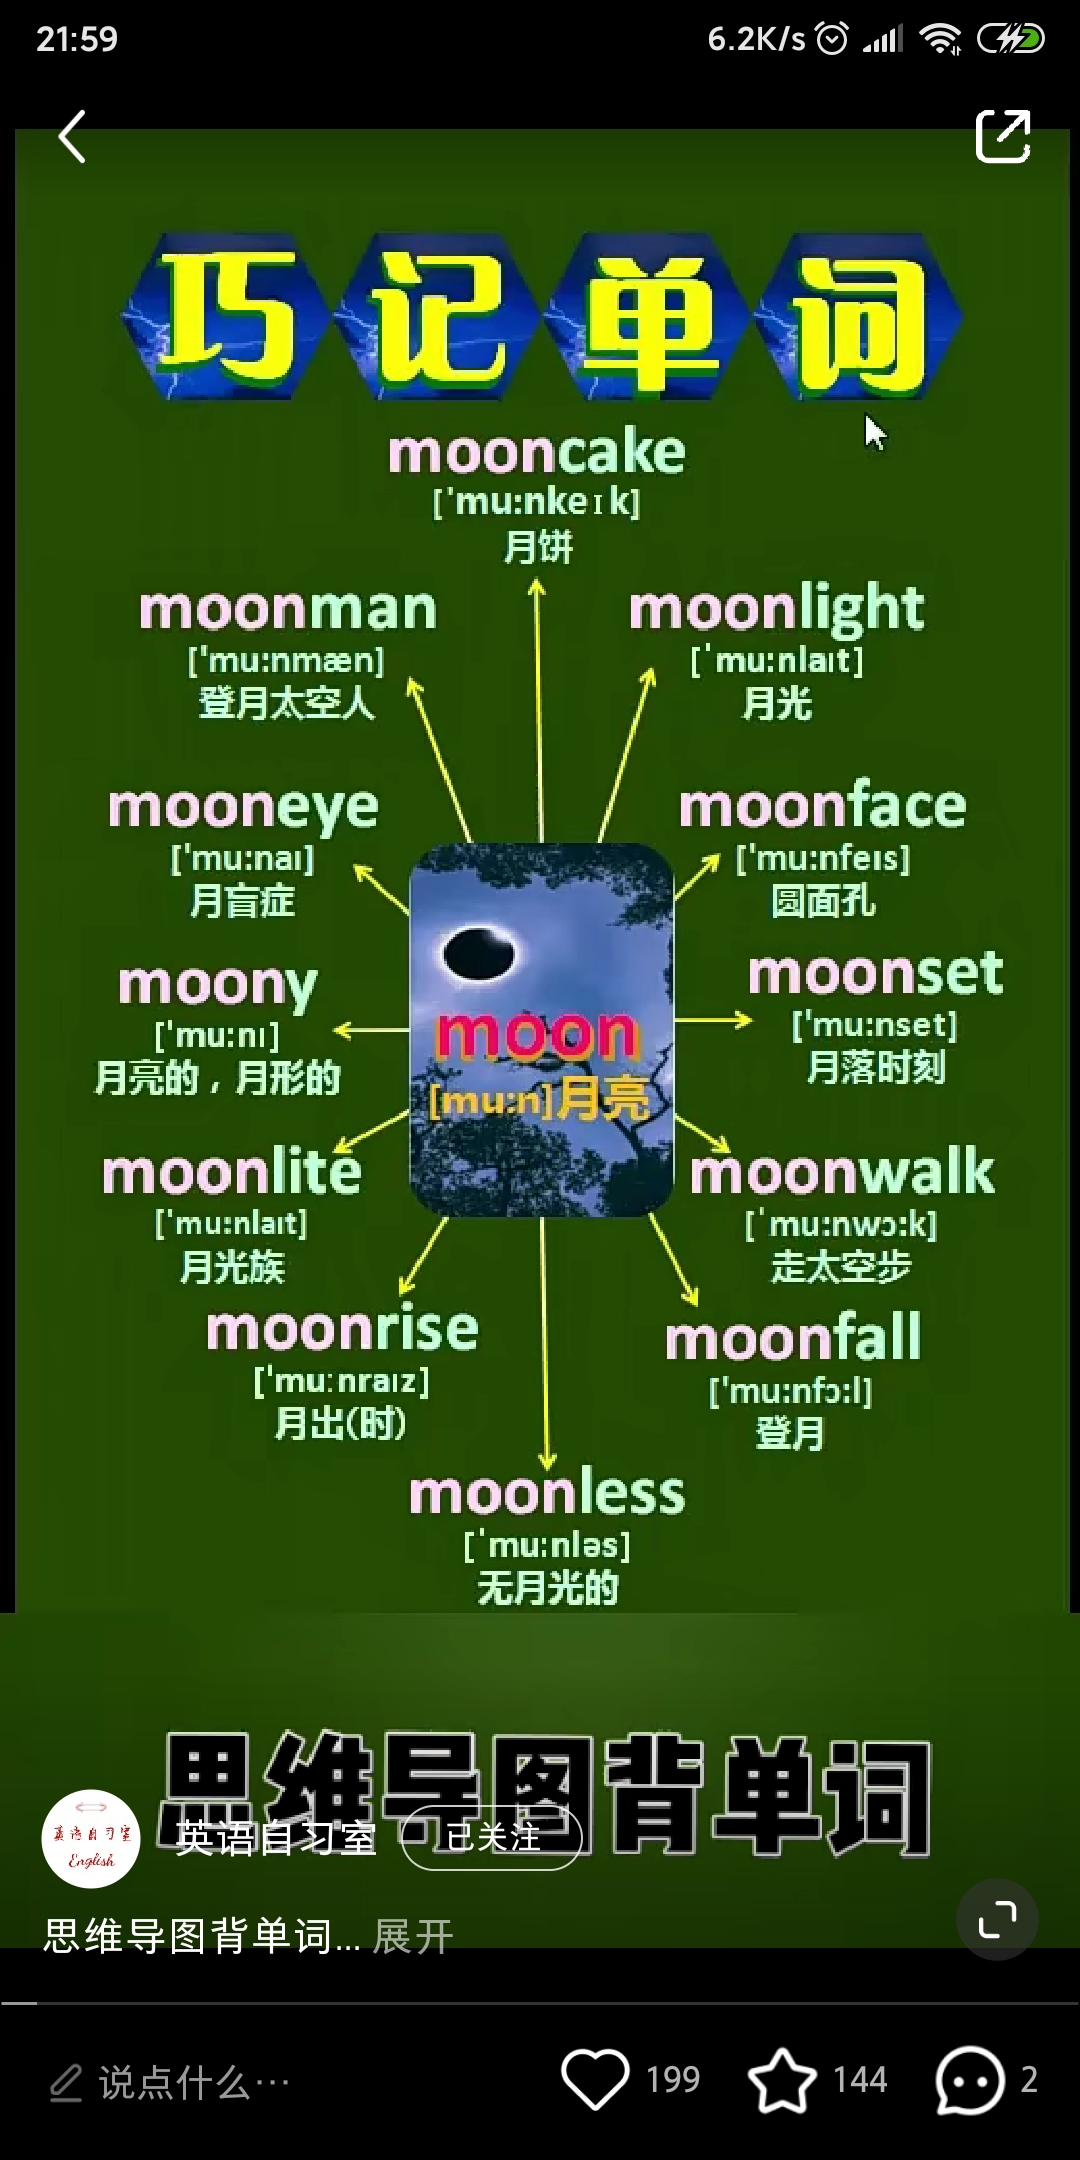 21:59
6.2K/s
巧记单词
mooncake
['mu:nkeɪk]
月饼
moonman
['mu:nmæn]
登月太空人
moonlight
['mu:nlaɪt]
月光
mooneye
['mu:naɪ]
月盲症
moonface
['mu:nfeɪs]
圆面孔
moony
['mu:nɪ]
月亮的，月形的
moonset
['mu:nset]
月落时刻
moon
[mu:n]月亮
moonlite
['mu:nlaɪt]
月光族
moonwalk
['mu:nwɔ:k]
走太空步
moonrise
['mu:nraɪz]
月出(时)
moonfall
['mu:nfɔ:l]
登月
moonless
['mu:nləs]
无月光的
思维导图背单词
英语自习室
English
英语自习室
已关注
思维导图背单词... 展开
说点什么...
199
144
2